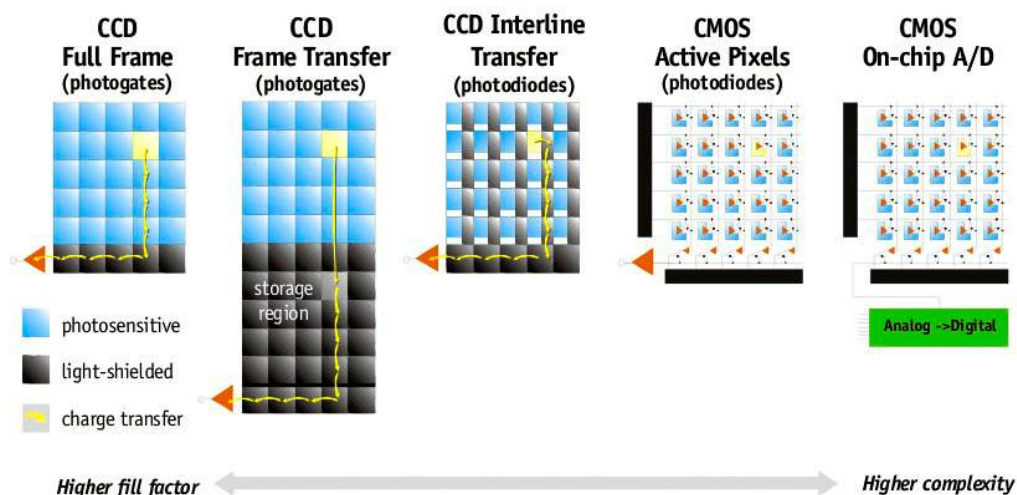 CCD
Full Frame
(photogates)
CCD
Frame Transfer
(photogates)
CCD Interline
Transfer
(photodiodes)
CMOS
Active Pixels
(photodiodes)
CMOS
On-chip A/D
storage
region
photosensitive
light-shielded
charge transfer
Analog ->Digital
Higher fill factor
Higher complexity